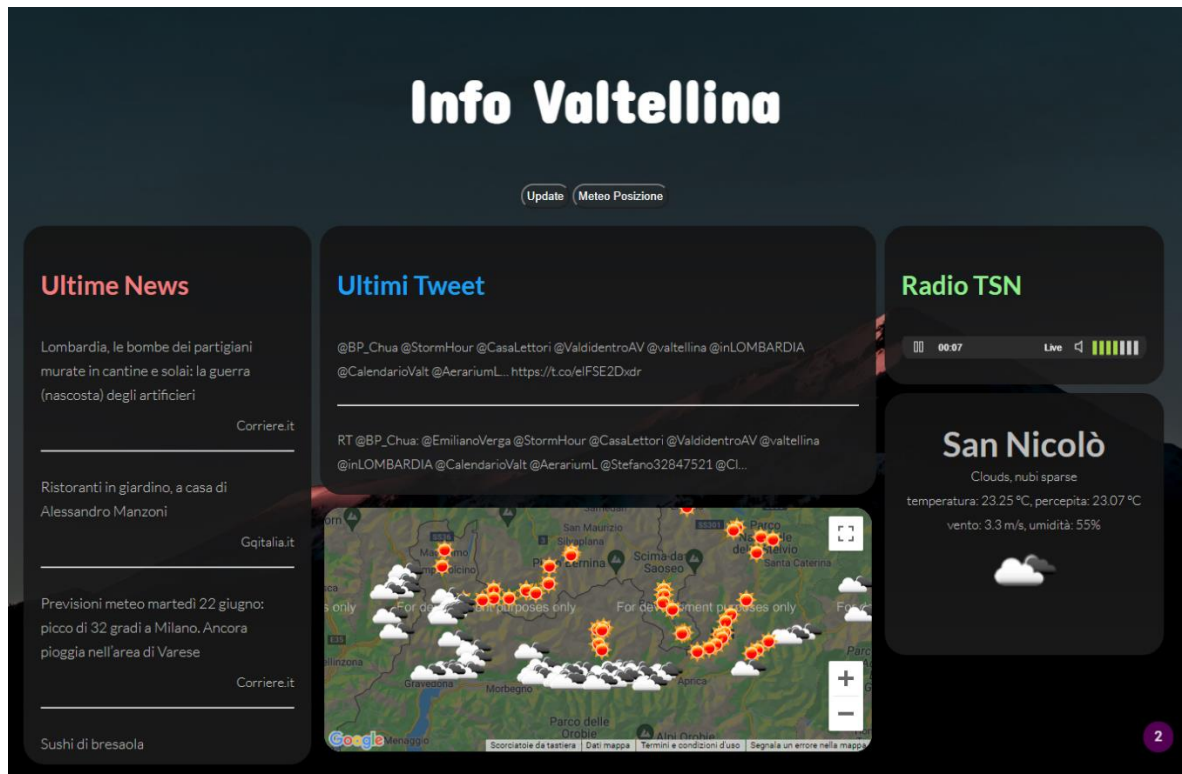 Info Valtellina
Update
Meteo Posizione
Ultime News
Lombardia, le bombe dei partigiani
murate in cantine e solai: la guerra
(nascosta) degli artificieri
Corriere.it
Ristoranti in giardino, a casa di
Alessandro Manzoni
Gqitalia.it
Previsioni meteo martedì 22 giugno:
picco di 32 gradi a Milano. Ancora
pioggia nell'area di Varese
Corriere.it
Sushi di bresaola
Ultimi Tweet
@BP_Chua @StormHour @CasaLettori @ValdidentroAV @valtellina @inLOMBARDIA
@CalendarioValt @AerariumL... https://t.co/elFSE2Dxdr
RT @BP_Chua: @EmilianoVerga @StormHour @CasaLettori @ValdidentroAV @valtellina
@inLOMBARDIA @CalendarioValt @AerariumL @Stefano32847521 @Cl...
San Maurizio
Silvaplana
Parco
Scima da
Saoseo
Santa Caterina
s only
For development purposes only
Gravedona
Morbegno
Aprica
Parco delle
Orobie
Alpi Orobie
Google
Menaggio
Scorciatoie da tastiera
Dati mappa
Termini e condizioni d'uso
Segnala un errore nella mappa
Radio TSN
00:07
Live
San Nicolò
Clouds, nubi sparse
temperatura: 23.25 °C, percepita: 23.07 °C
vento: 3.3 m/s, umidità: 55%
2